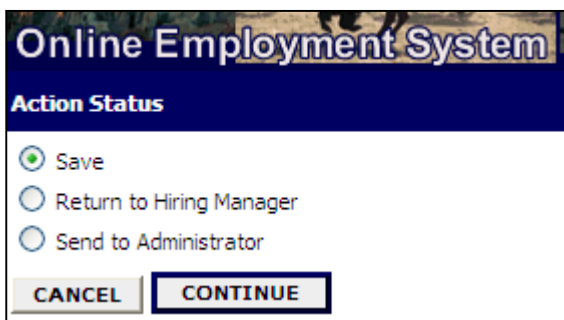 Online Employment System
Action Status
Save
Return to Hiring Manager
Send to Administrator
CANCEL CONTINUE